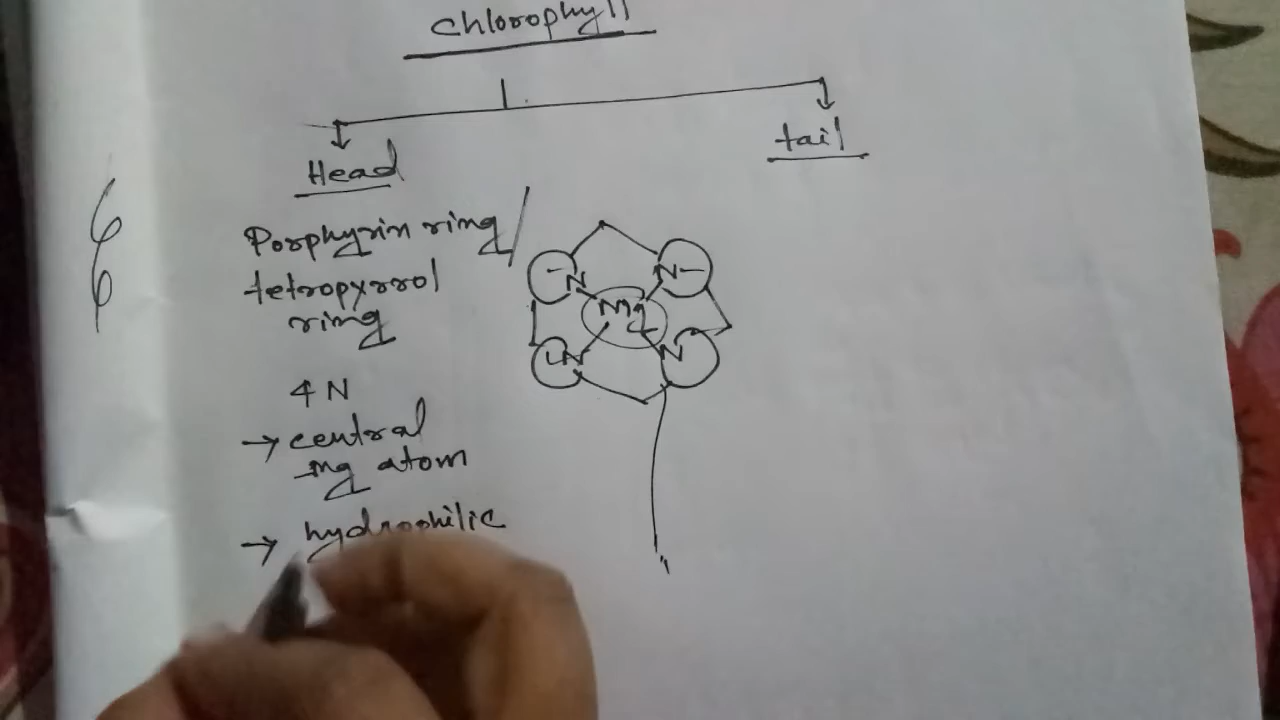 Chlorophyll
Head
tail
Porphyrin ring/
tetropyrrol
ring
4 N
→ central
mg atom
→ hydrophilic
N
N
Mg
N
N